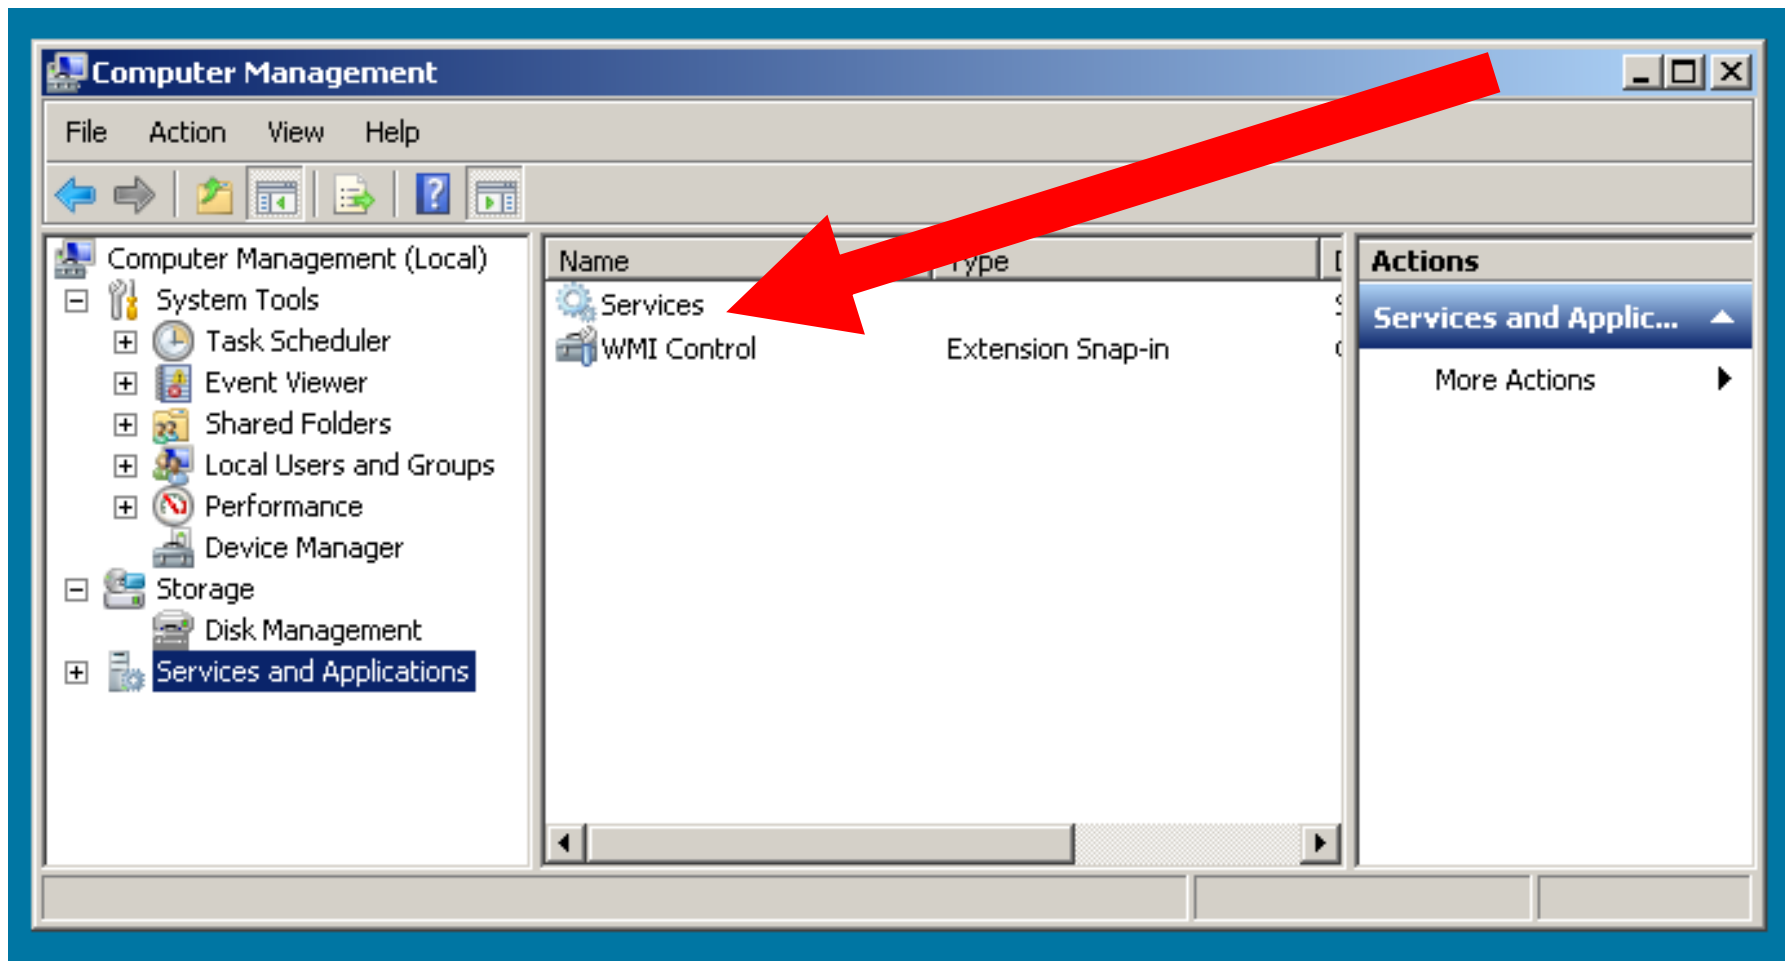 Computer Management
File Action View Help
Computer Management (Local)
System Tools
Task Scheduler
Event Viewer
Shared Folders
Local Users and Groups
Performance
Device Manager
Storage
Disk Management
Services and Applications
Name Type
Services
WMI Control Extension Snap-in
Actions
Services and Applic...
More Actions